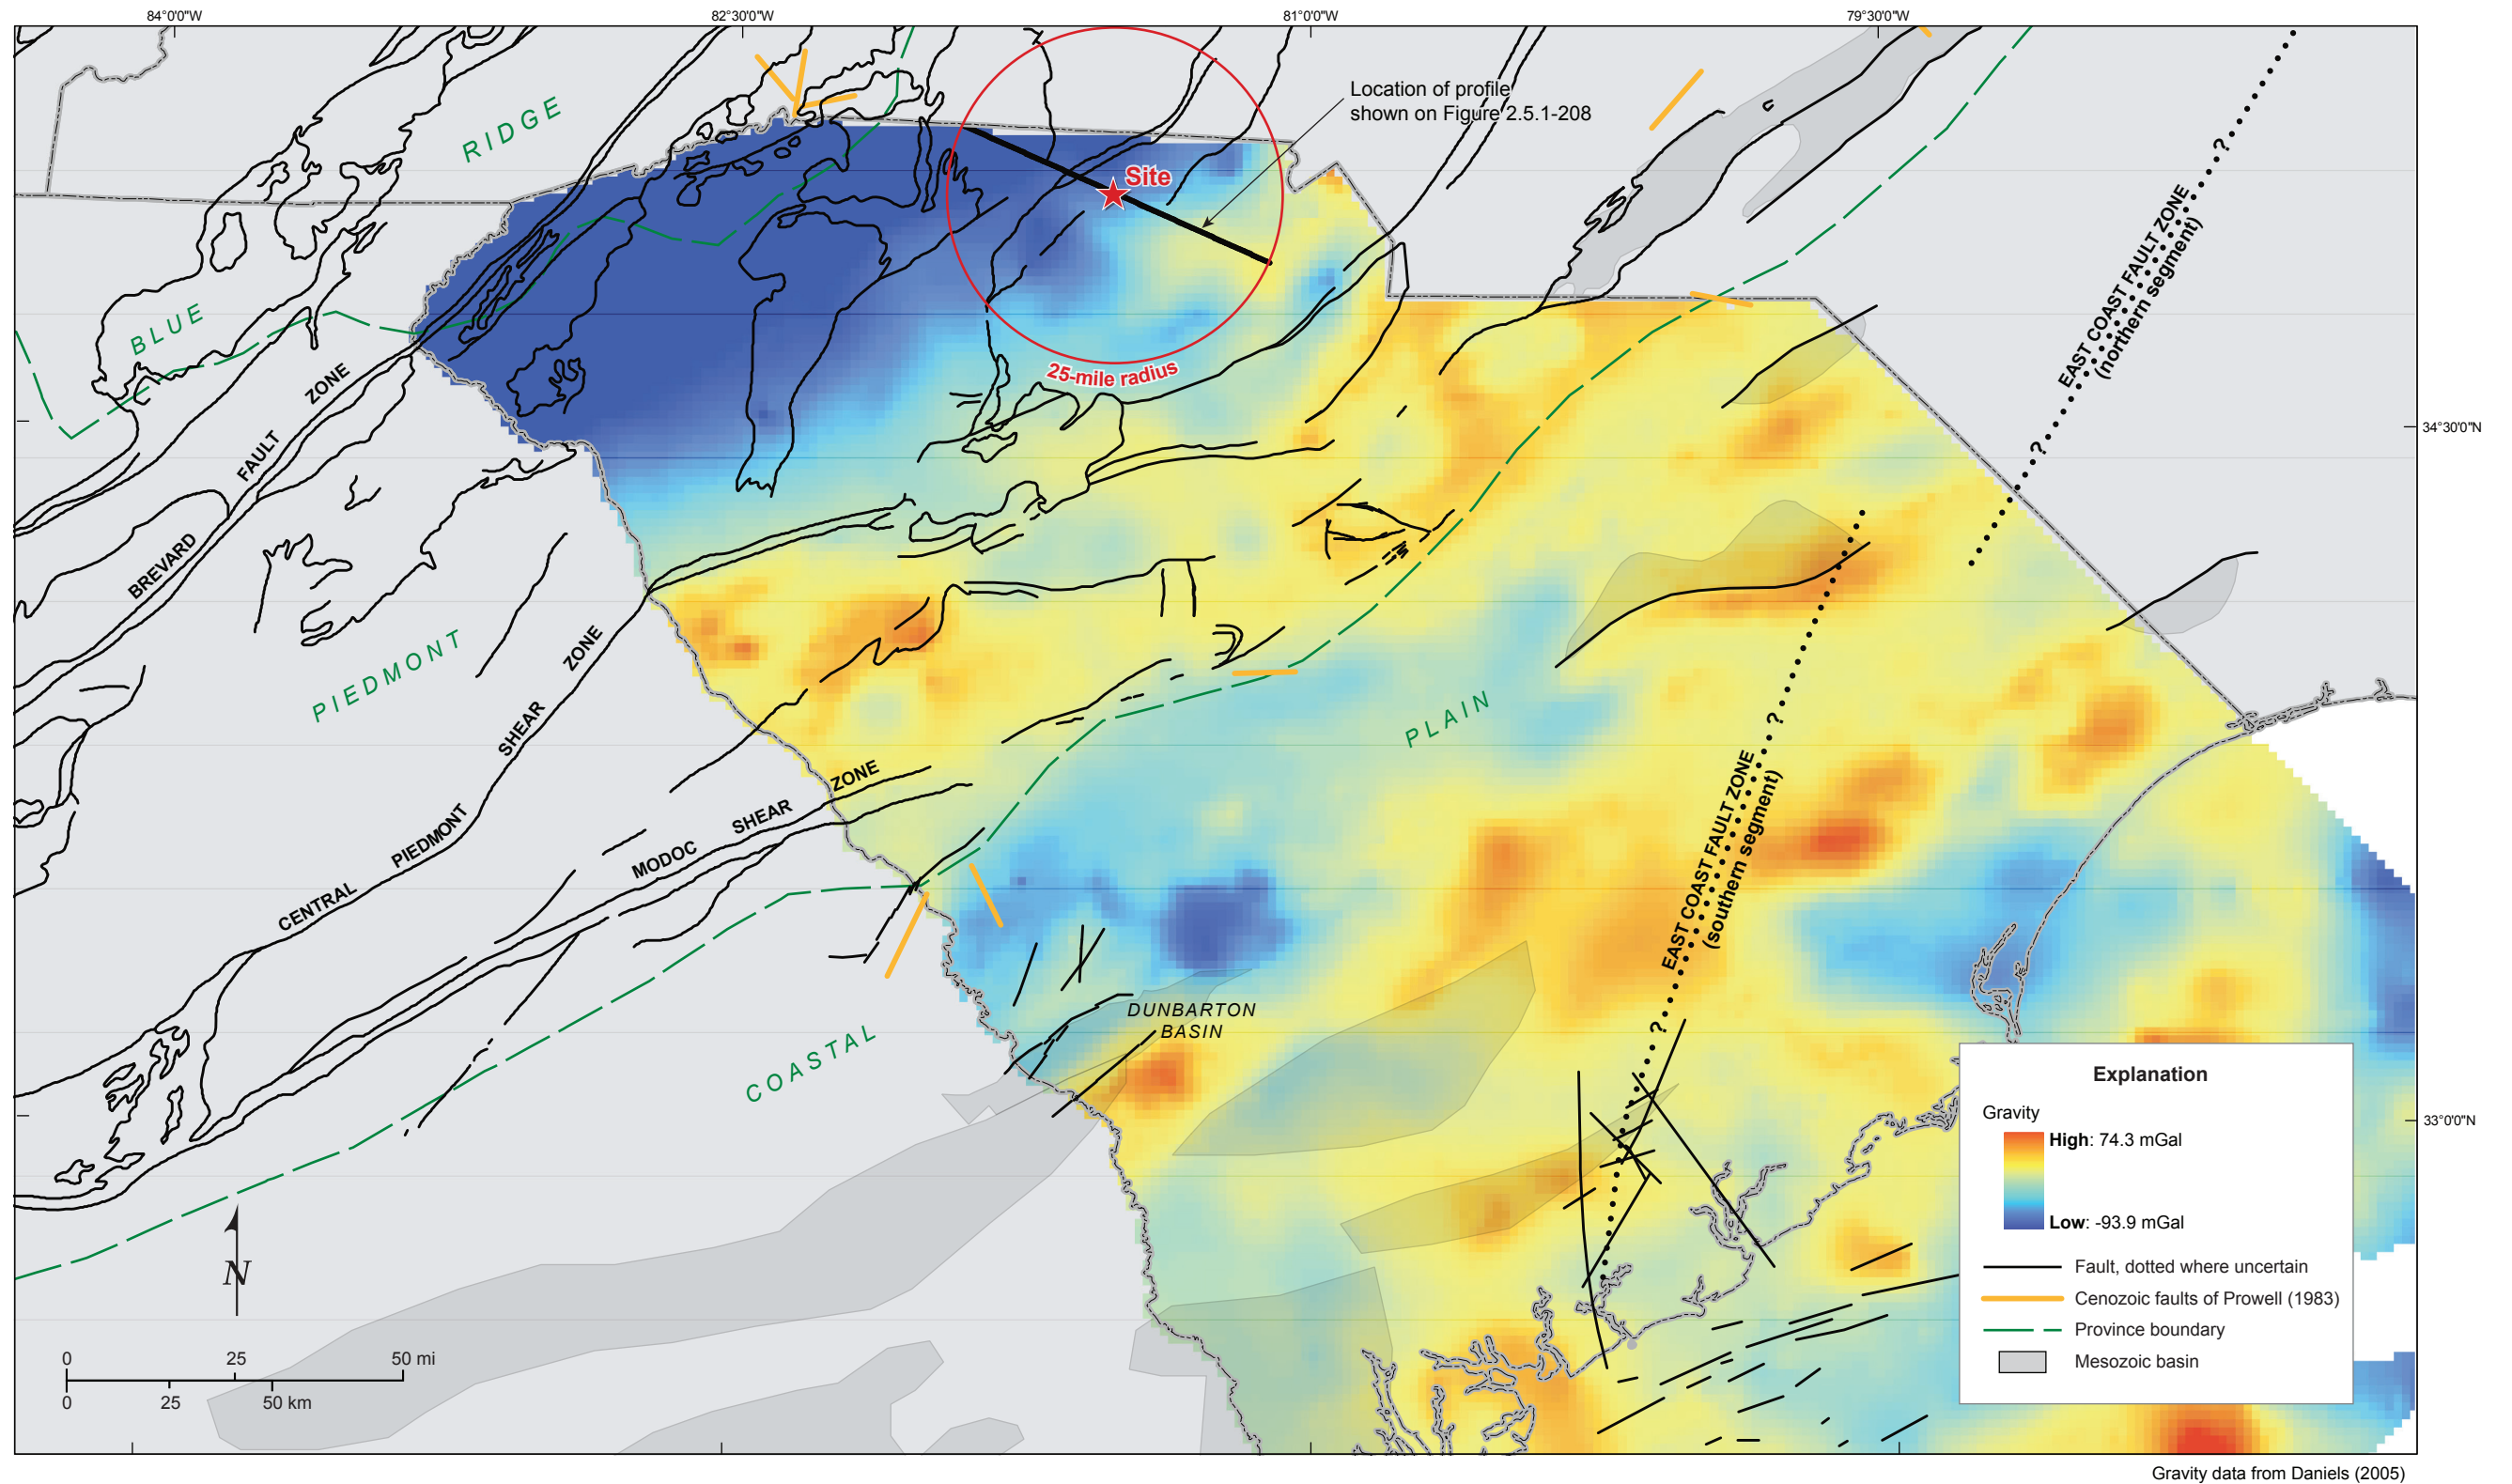 84°0'0"W
82°30'0"W
81°0'0"W
79°30'0"W
Location of profile
shown on Figure 2.5.1-208
RIDGE
BLUE
Site
25-mile radius
EAST COAST FAULT ZONE
(northern segment)
34°30'0"N
BREVARD FAULT ZONE
PIEDMONT
CENTRAL PIEDMONT SHEAR ZONE
MODOC SHEAR ZONE
PLAIN
EAST COAST FAULT ZONE
(southern segment)
?
?
?
?
DUNBARTON
BASIN
COASTAL
33°0'0"N
N
0 25 50 mi
0 25 50 km
Explanation
Gravity
High: 74.3 mGal
Low: -93.9 mGal
Fault, dotted where uncertain
Cenozoic faults of Prowell (1983)
Province boundary
Mesozoic basin
Gravity data from Daniels (2005)